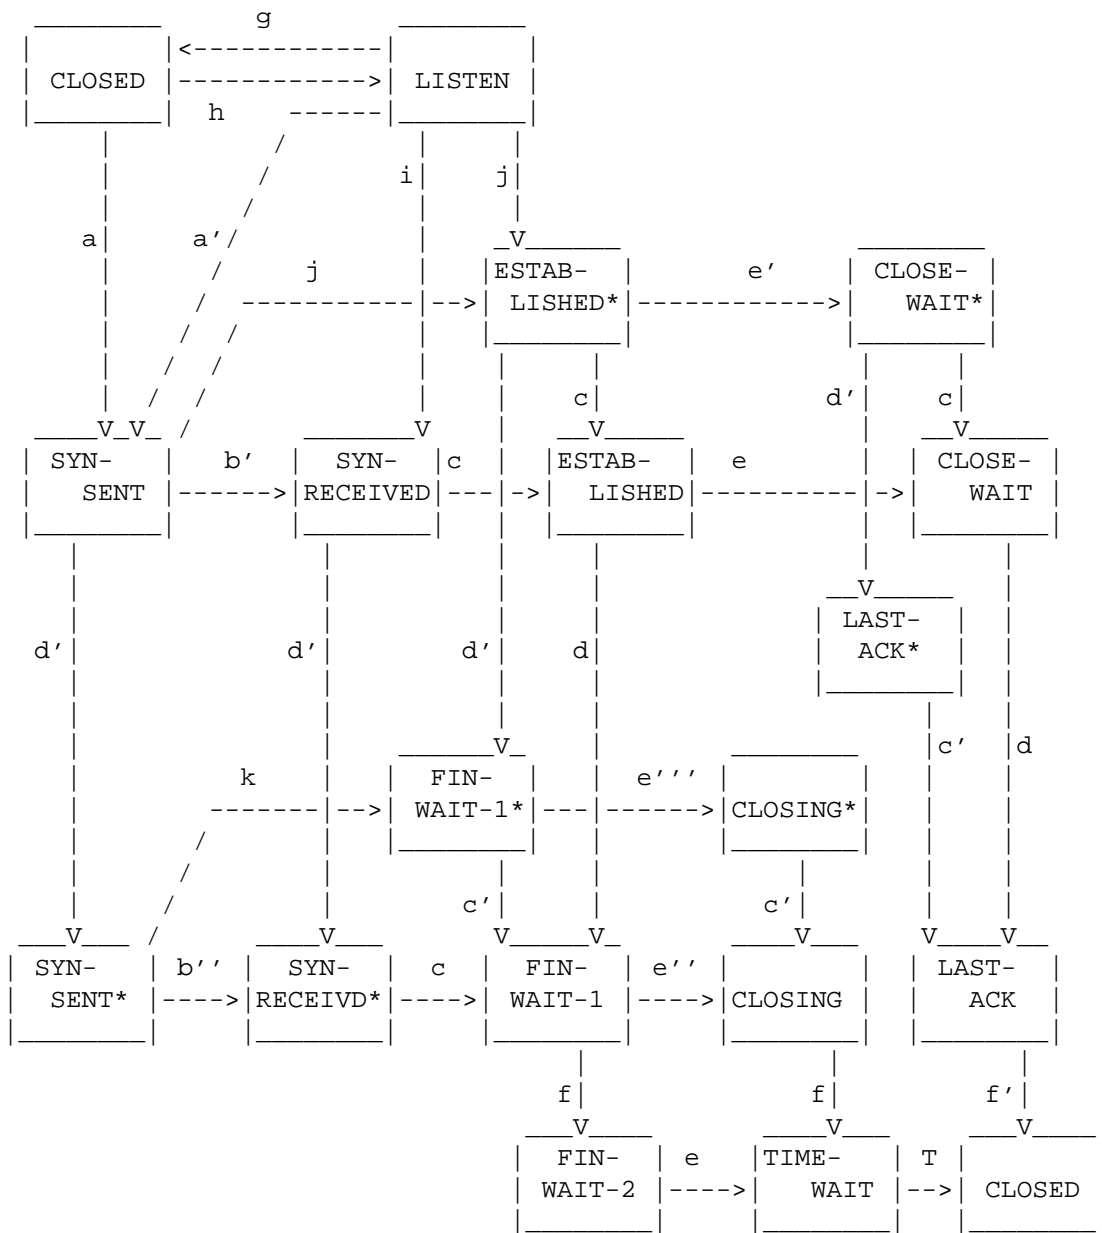 g
CLOSED LISTEN
h
i j
a a' 
ESTAB- CLOSE-
j e'
LISHED* WAIT*
c d' c
SYN- b' SYN- c ESTAB- e CLOSE-
SENT RECEIVED LISHED WAIT
LAST-
d' d' d' d ACK*
c' d
k FIN- e'''
WAIT-1* CLOSING*
c' c'
SYN- b'' SYN- c FIN- e'' LAST-
SENT* RECEIVD* WAIT-1 CLOSING ACK
f f f'
FIN- e TIME- T
WAIT-2 WAIT CLOSED